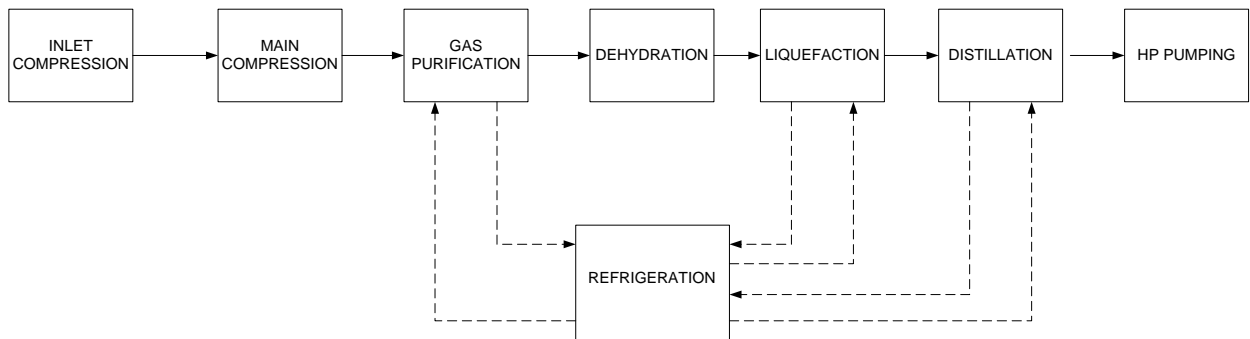 INLET
COMPRESSION
MAIN
COMPRESSION
GAS
PURIFICATION
DEHYDRATION
LIQUEFACTION
DISTILLATION
HP PUMPING
REFRIGERATION